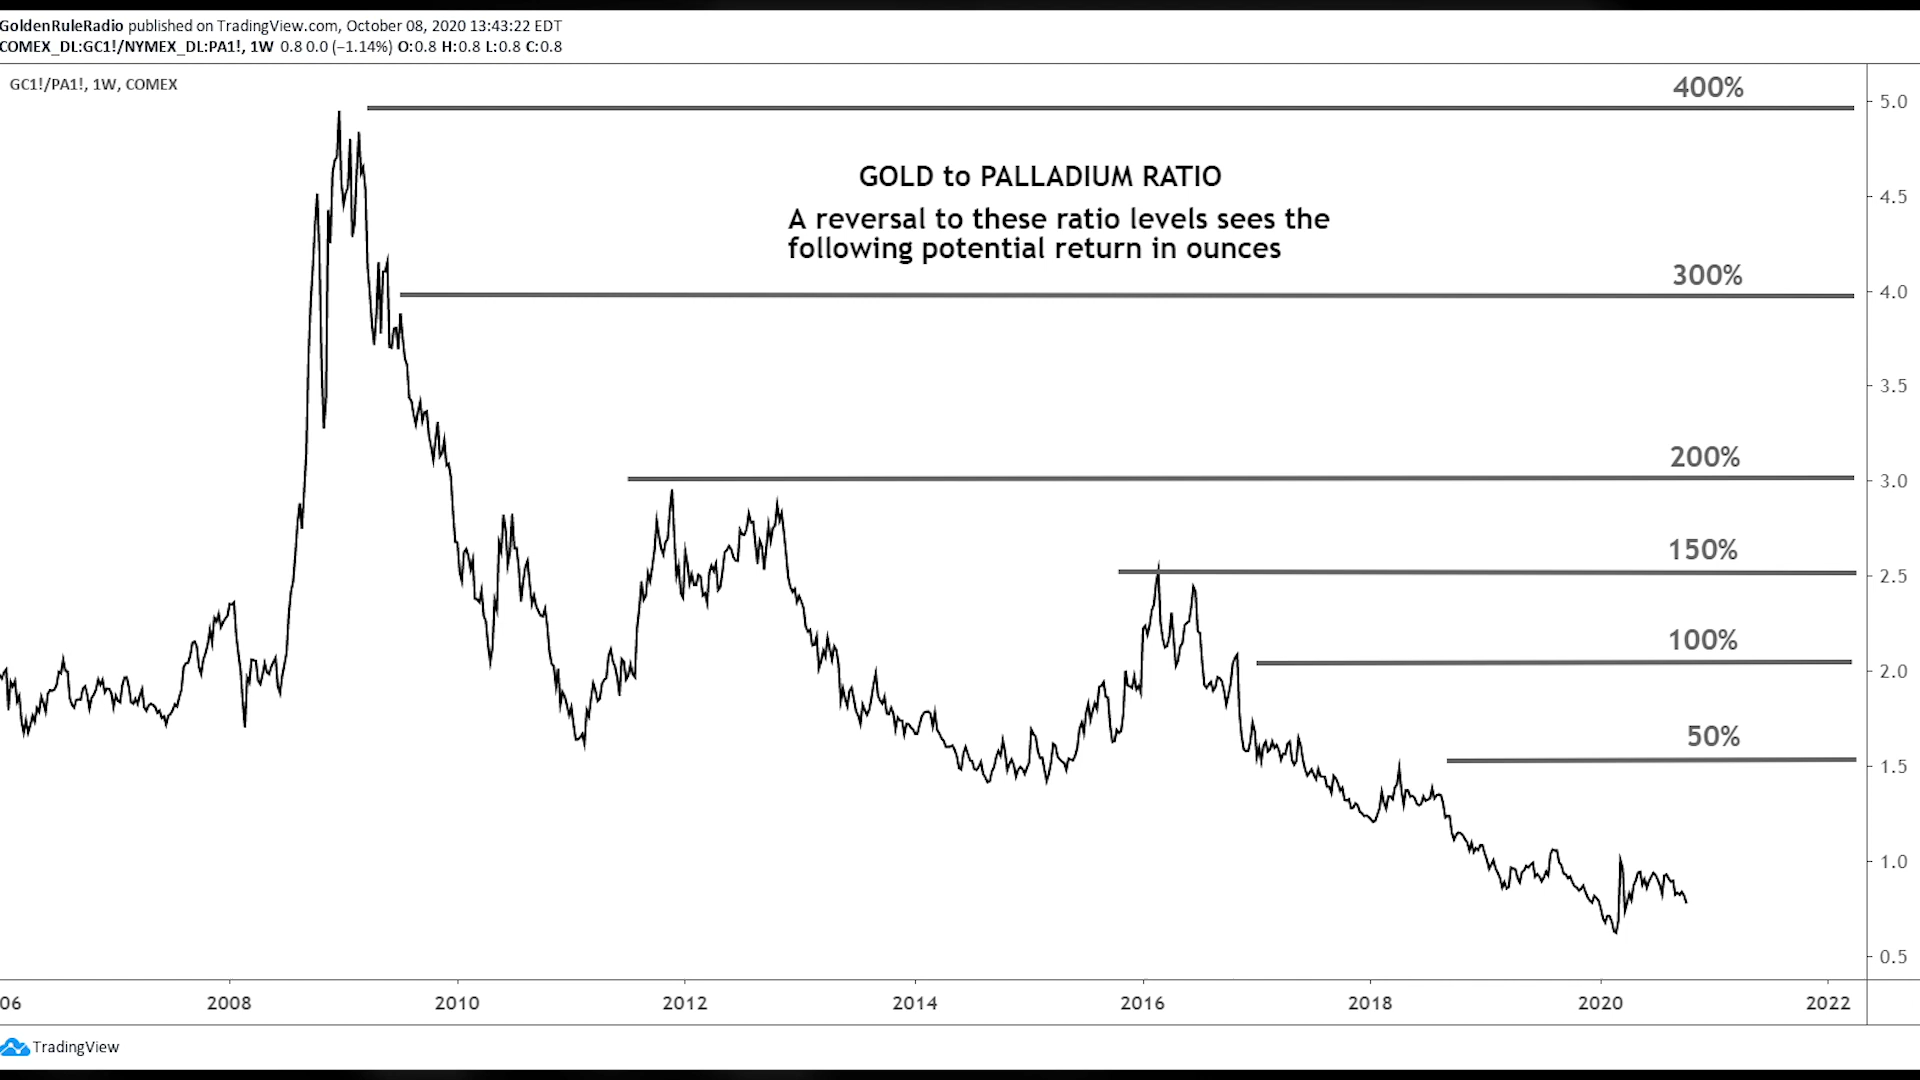 GoldenRuleRadio published on TradingView.com, October 08, 2020 13:43:22 EDT
COMEX_DL:GC1!/NYMEX_DL:PA1!, 1W 0.8 0.0 (−1.14%) O:0.8 H:0.8 L:0.8 C:0.8
GC1!/PA1!, 1W, COMEX
400%
5.0
GOLD to PALLADIUM RATIO
4.5
A reversal to these ratio levels sees the
following potential return in ounces
300%
4.0
3.5
200%
3.0
150%
2.5
100%
2.0
50%
1.5
1.0
0.5
06 2008 2010 2012 2014 2016 2018 2020 2022
TradingView